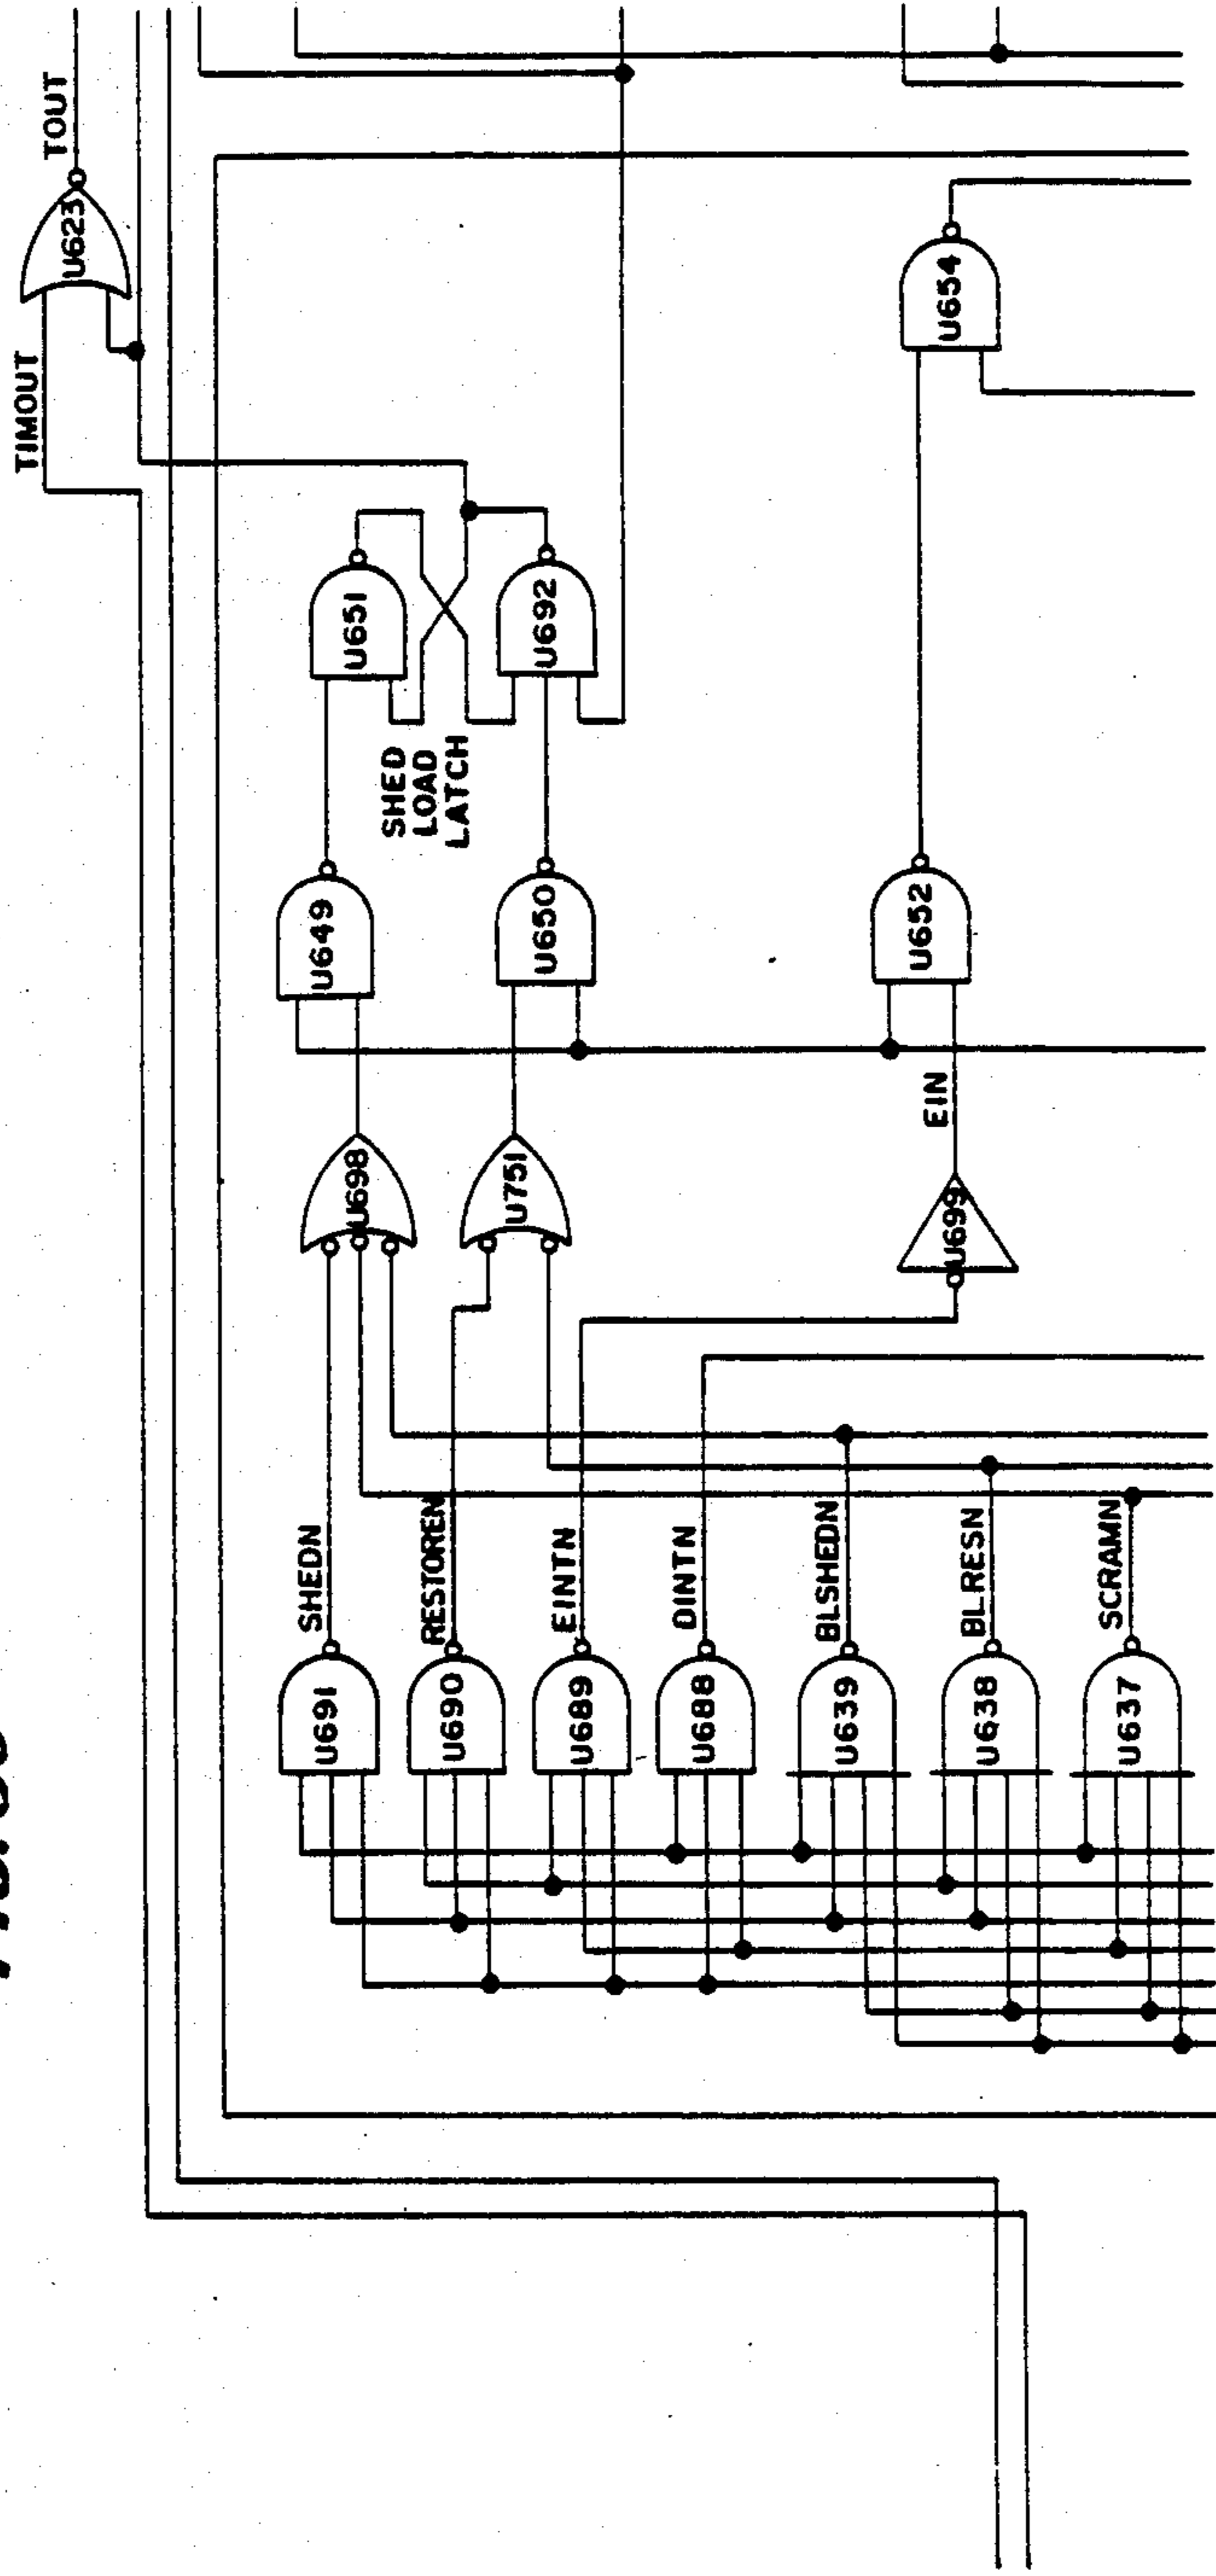 TIMOUT
TOUT
U623
SHEDN
U691
U698
U649
U651
SHED
LOAD
LATCH
RESTOREN
U690
U751
U650
U692
EINTN
U689
DINTN
U688
BLSHEDN
U639
U699
EIN
U652
U654
BLRESN
U638
SCRAMN
U637